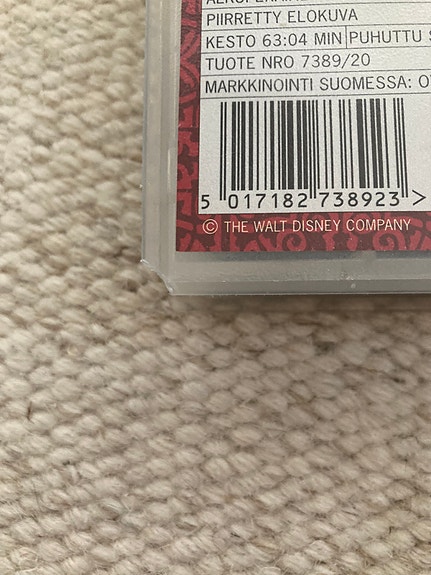 PIIRRETTY ELOKUVA
KESTO 63:04 MIN PUHUTTU
TUOTE NRO 7389/20
MARKKINOINTI SUOMESSA:
5 017182 738923 >
© THE WALT DISNEY COMPANY